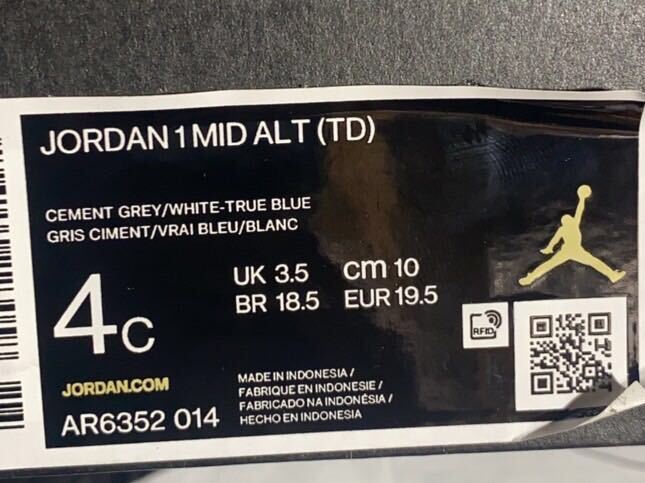 JORDAN 1 MID ALT (TD)
CEMENT GREY/WHITE-TRUE BLUE
GRIS CIMENT/VRAI BLEU/BLANC
4C
UK 3.5 cm 10
BR 18.5 EUR 19.5
RFID
JORDAN.COM
AR6352 014
MADE IN INDONESIA /
FABRIQUE EN INDONESIE /
FABRICADO NA INDONÉSIA /
HECHO EN INDONESIA